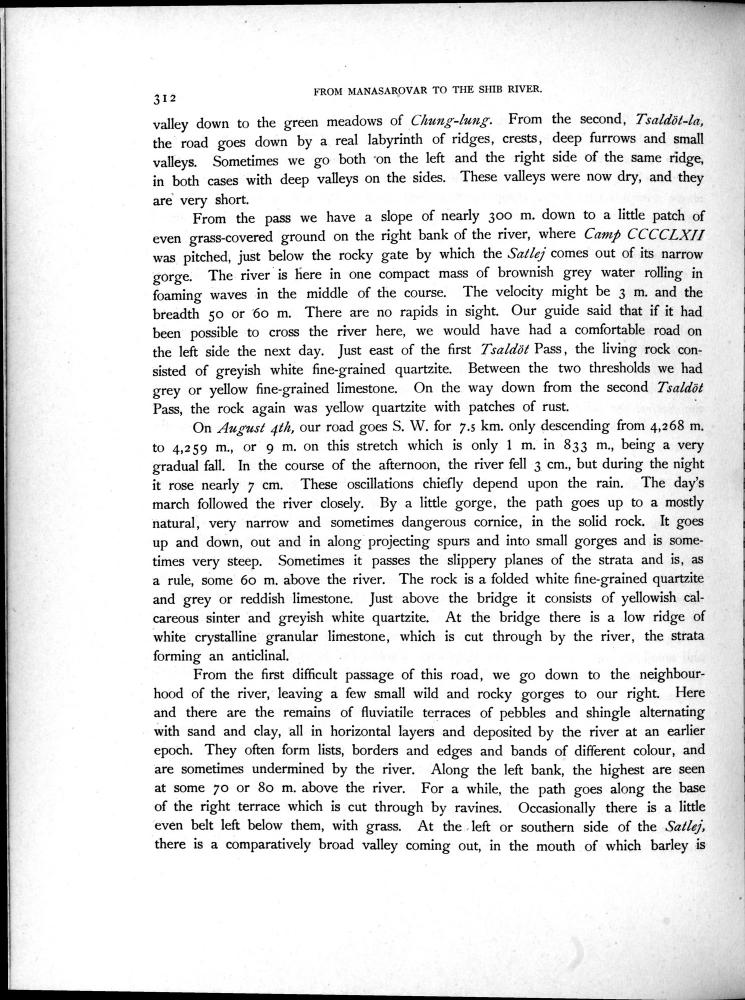 312
FROM MANASAROVAR TO THE SHIB RIVER.
valley down to the green meadows of Chung-lung. From the second, Tsaldöt-la,
the road goes down by a real labyrinth of ridges, crests, deep furrows and small
valleys. Sometimes we go both on the left and the right side of the same ridge,
in both cases with deep valleys on the sides. These valleys were now dry, and they
are very short.
From the pass we have a slope of nearly 300 m. down to a little patch of
even grass-covered ground on the right bank of the river, where Camp CCCCLXII
was pitched, just below the rocky gate by which the Satlej comes out of its narrow
gorge. The river is here in one compact mass of brownish grey water rolling in
foaming waves in the middle of the course. The velocity might be 3 m. and the
breadth 50 or 60 m. There are no rapids in sight. Our guide said that if it had
been possible to cross the river here, we would have had a comfortable road on
the left side the next day. Just east of the first Tsaldöt Pass, the living rock con-
sisted of greyish white fine-grained quartzite. Between the two thresholds we had
grey or yellow fine-grained limestone. On the way down from the second Tsaldöt
Pass, the rock again was yellow quartzite with patches of rust.
On August 4th, our road goes S. W. for 7.5 km. only descending from 4,268 m.
to 4,259 m., or 9 m. on this stretch which is only 1 m. in 833 m., being a very
gradual fall. In the course of the afternoon, the river fell 3 cm., but during the night
it rose nearly 7 cm. These oscillations chiefly depend upon the rain. The day's
march followed the river closely. By a little gorge, the path goes up to a mostly
natural, very narrow and sometimes dangerous cornice, in the solid rock. It goes
up and down, out and in along projecting spurs and into small gorges and is some-
times very steep. Sometimes it passes the slippery planes of the strata and is, as
a rule, some 60 m. above the river. The rock is a folded white fine-grained quartzite
and grey or reddish limestone. Just above the bridge it consists of yellowish cal-
careous sinter and greyish white quartzite. At the bridge there is a low ridge of
white crystalline granular limestone, which is cut through by the river, the strata
forming an anticlinal.
From the first difficult passage of this road, we go down to the neighbour-
hood of the river, leaving a few small wild and rocky gorges to our right. Here
and there are the remains of fluviatile terraces of pebbles and shingle alternating
with sand and clay, all in horizontal layers and deposited by the river at an earlier
epoch. They often form lists, borders and edges and bands of different colour, and
are sometimes undermined by the river. Along the left bank, the highest are seen
at some 70 or 80 m. above the river. For a while, the path goes along the base
of the right terrace which is cut through by ravines. Occasionally there is a little
even belt left below them, with grass. At the left or southern side of the Satlej,
there is a comparatively broad valley coming out, in the mouth of which barley is